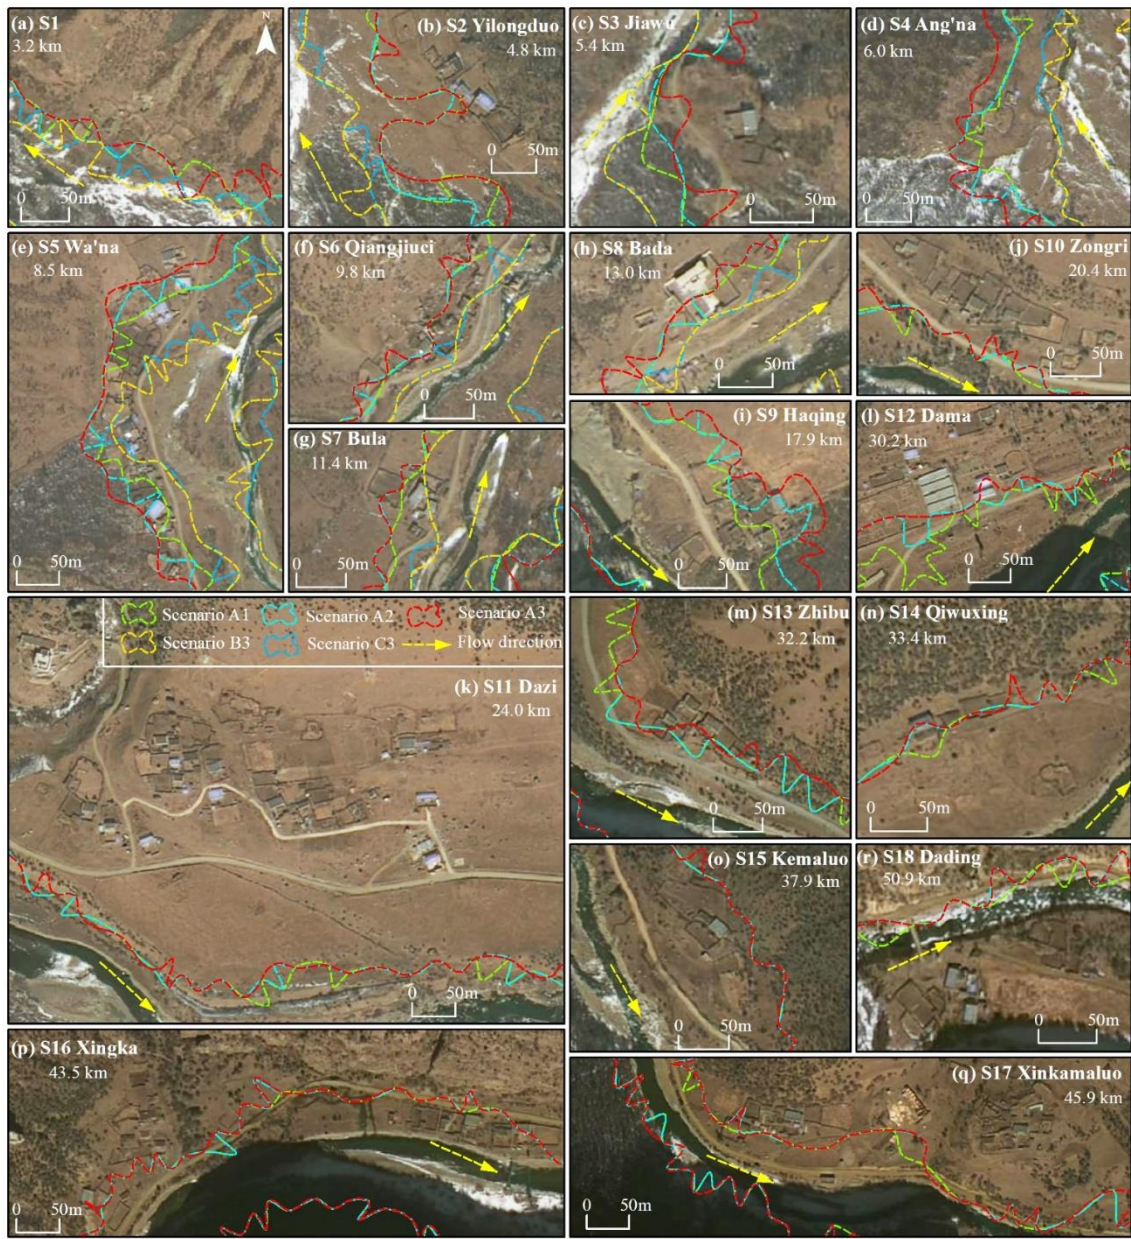 (a) S1
3.2 km
N
0 50m
(b) S2 Yilongduo
4.8 km
0 50m
(c) S3 Jiawu
5.4 km
0 50m
(d) S4 Ang'na
6.0 km
0 50m
(e) S5 Wa'na
8.5 km
0 50m
(f) S6 Qiangjiuci
9.8 km
0 50m
(g) S7 Bula
11.4 km
0 50m
(h) S8 Bada
13.0 km
0 50m
(j) S10 Zongri
20.4 km
0 50m
(i) S9 Haqing
17.9 km
0 50m
(l) S12 Dama
30.2 km
0 50m
Scenario A1 Scenario A2 Scenario A3
Scenario B3 Scenario C3 Flow direction
(k) S11 Dazi
24.0 km
0 50m
(m) S13 Zhibu
32.2 km
0 50m
(n) S14 Qiwuxing
33.4 km
0 50m
(o) S15 Kemaluo
37.9 km
0 50m
(r) S18 Dading
50.9 km
0 50m
(p) S16 Xingka
43.5 km
0 50m
(q) S17 Xinkamaluo
45.9 km
0 50m